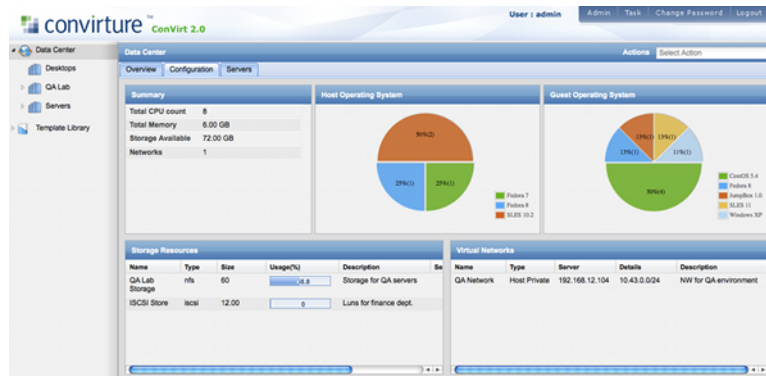 convirture™ ConVirt 2.0
User : admin Admin Task Change Password Logout
Data Center
Desktops
QA Lab
Servers
Template Library
Data Center Actions Select Action
Overview Configuration Servers
Summary
Total CPU count 8
Total Memory 6.00 GB
Storage Available 72.00 GB
Networks 1
Host Operating System
50%(2)
25%(1) 25%(1)
Fedora 7
Fedora 8
SLES 10.2
Guest Operating System
13%(1) 13%(1)
13%(1) 11%(1)
50%(4)
CentOS 5.4
Fedora 8
JumpBox 1.0
SLES 11
Windows XP
Storage Resources
Name Type Size Usage(%) Description Se
QA Lab Storage nfs 60 Storage for QA servers
ISCSI Store iscsi 12.00 0 Luns for finance dept.
Virtual Networks
Name Type Server Details Description
QA Network Host Private 192.168.12.104 10.43.0.0/24 NW for QA environment